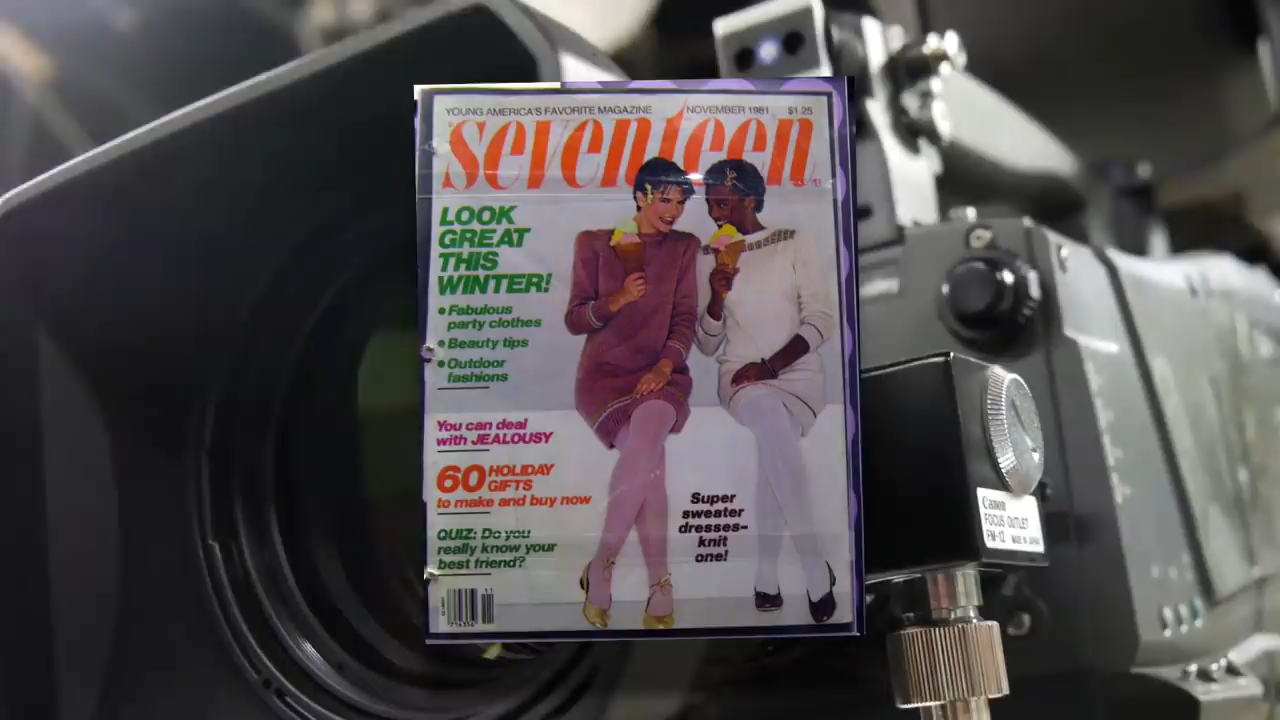 YOUNG AMERICA'S FAVORITE MAGAZINE NOVEMBER 1981 $1.25
seventeen
LOOK
GREAT
THIS
WINTER!
• Fabulous
party clothes
• Beauty tips
• Outdoor
fashions
You can deal
with JEALOUSY
60 HOLIDAY
GIFTS
to make and buy now
QUIZ: Do you
really know your
best friend?
Super
sweater
dresses–
knit
one!
Canon
FOCUS OUTLET
FM-12 MADE IN JAPAN